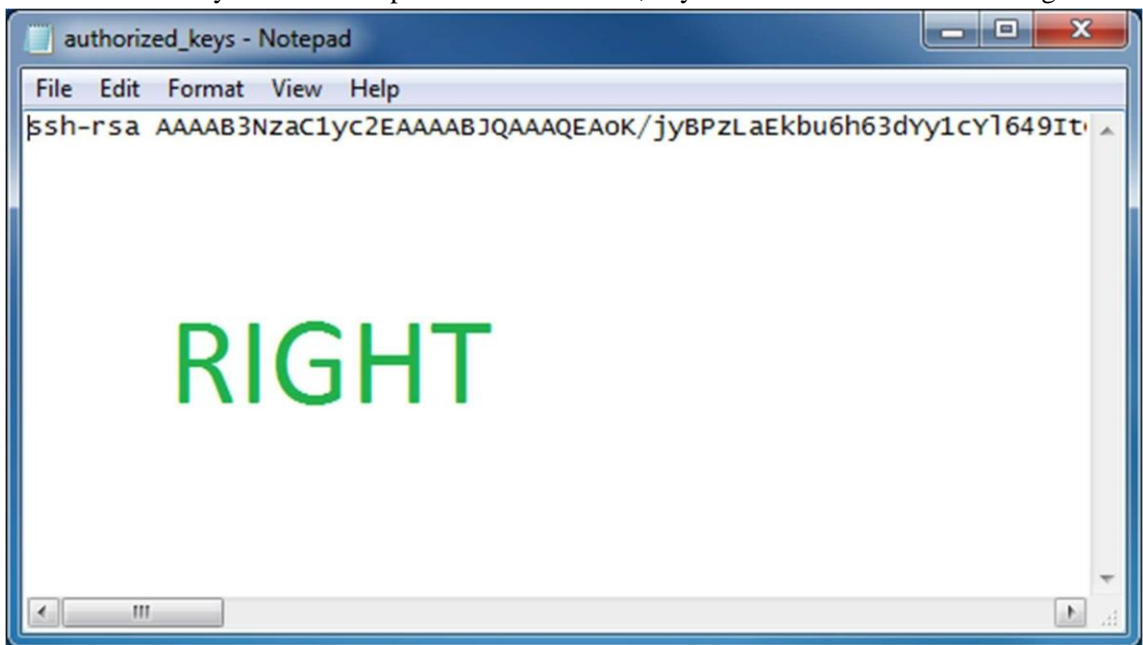 authorized_keys - Notepad
File Edit Format View Help
ssh-rsa AAAAB3NzaC1yc2EAAAABJQAAAQEAoK/jyBPzLaEkbu6h63dYy1cYl649It
RIGHT